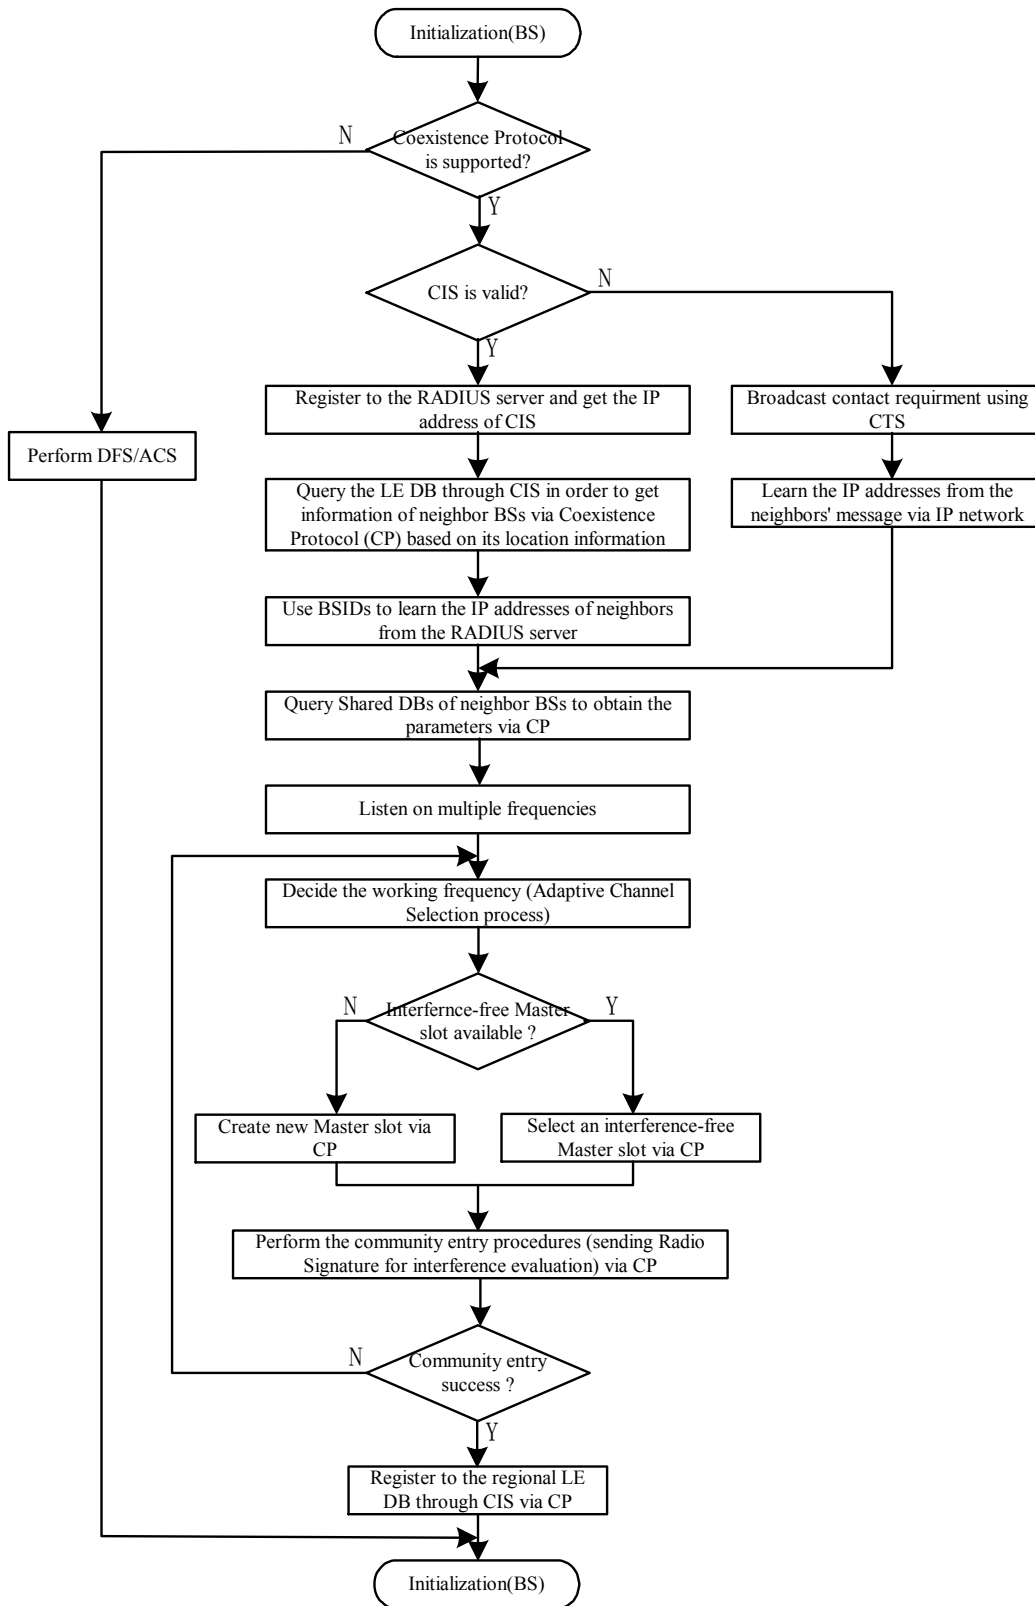 Initialization(BS)
N
Coexistence Protocol
is supported?
Y
CIS is valid?
N
Y
Register to the RADIUS server and get the IP
address of CIS
Broadcast contact requirment using
CTS
Perform DFS/ACS
Query the LE DB through CIS in order to get
information of neighbor BSs via Coexistence
Protocol (CP) based on its location information
Learn the IP addresses from the
neighbors' message via IP network
Use BSIDs to learn the IP addresses of neighbors
from the RADIUS server
Query Shared DBs of neighbor BSs to obtain the
parameters via CP
Listen on multiple frequencies
Decide the working frequency (Adaptive Channel
Selection process)
N
Interfernce-free Master
slot available ?
Y
Create new Master slot via
CP
Select an interference-free
Master slot via CP
Perform the community entry procedures (sending Radio
Signature for interference evaluation) via CP
N
Community entry
success ?
Y
Register to the regional LE
DB through CIS via CP
Initialization(BS)